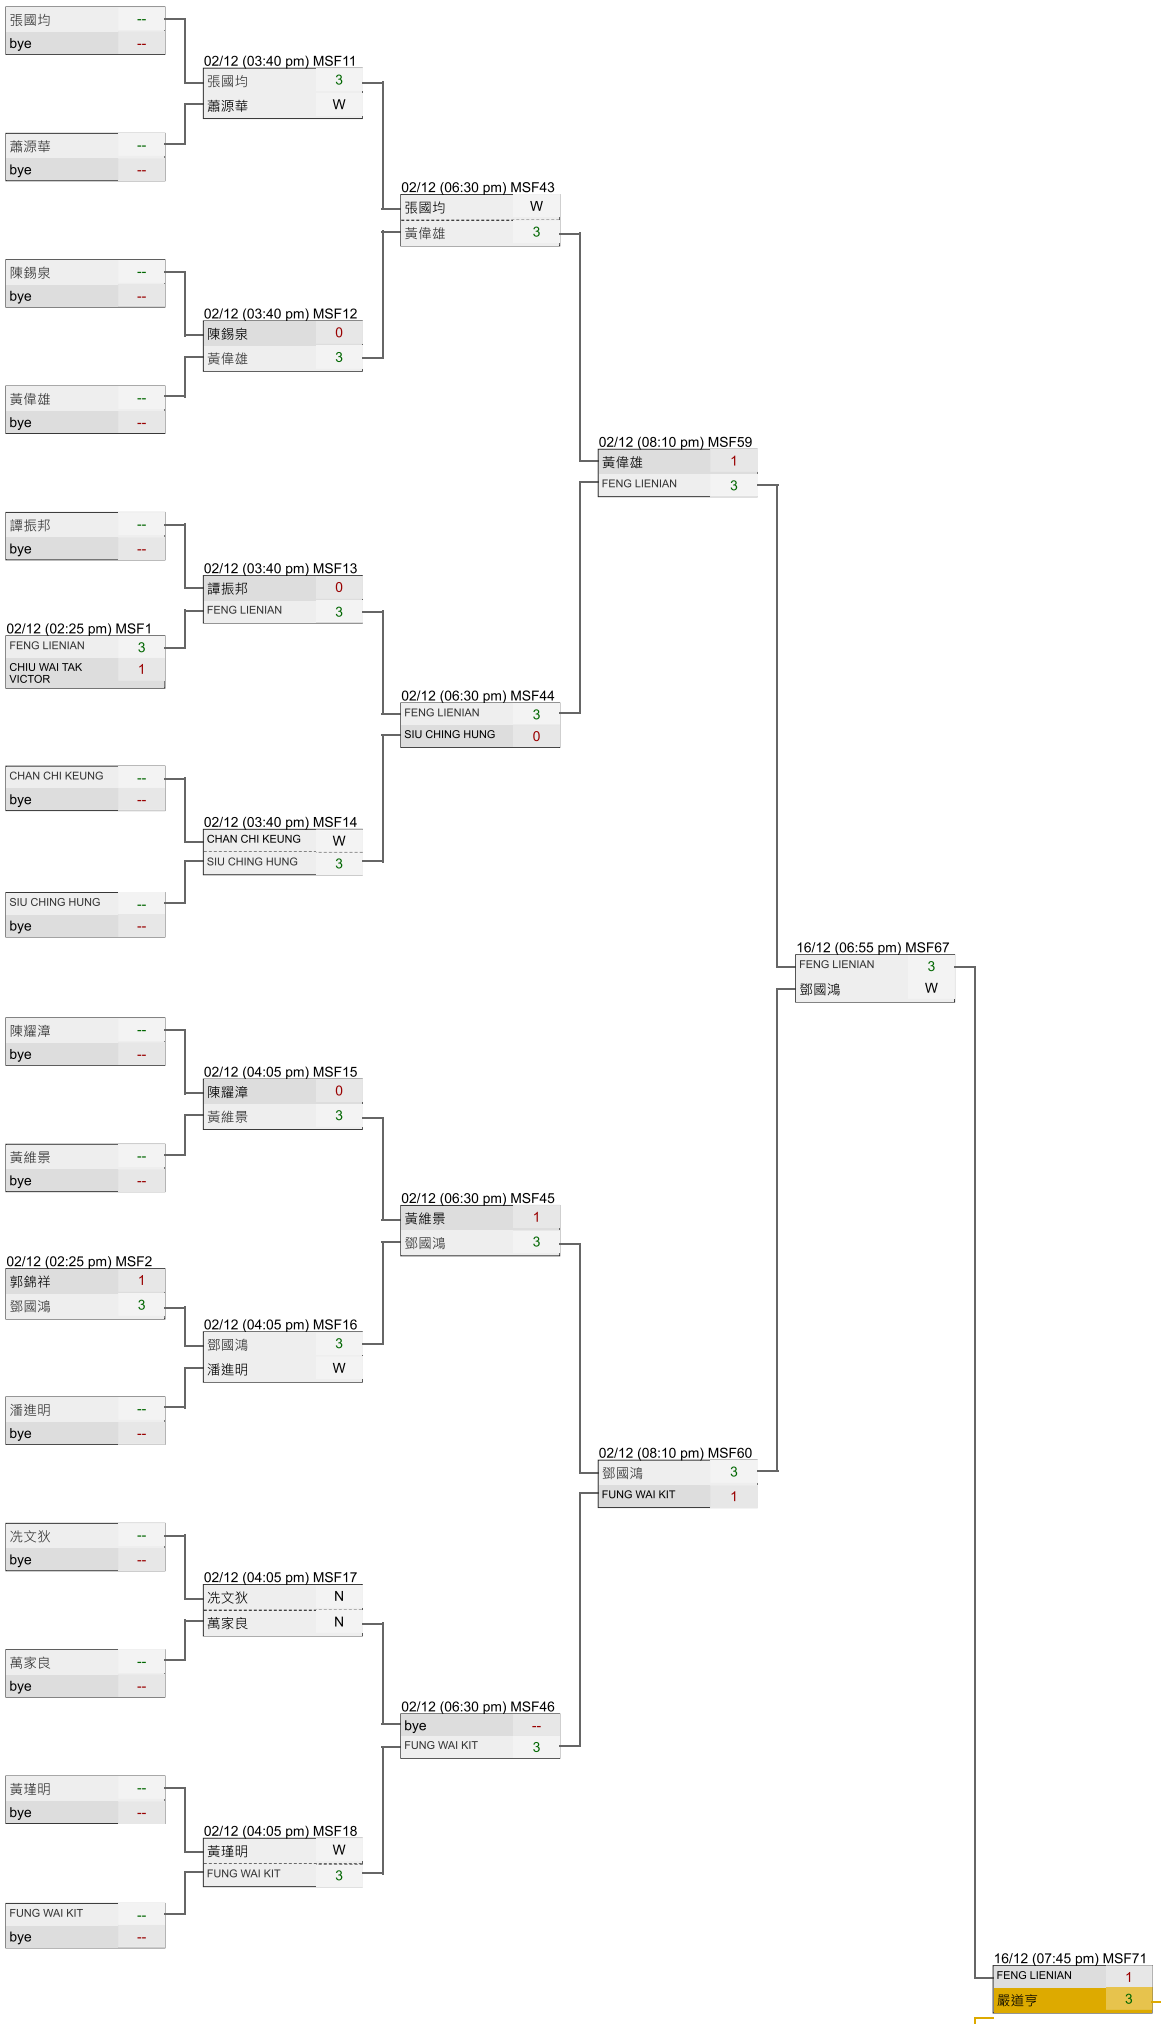 張國均 --
bye --
蕭源華 --
bye --
陳錫泉 --
bye --
黃偉雄 --
bye --
譚振邦 --
bye --
02/12 (02:25 pm) MSF1
FENG LIENIAN 3
CHIU WAI TAK
VICTOR 1
CHAN CHI KEUNG --
bye --
SIU CHING HUNG --
bye --
陳耀漳 --
bye --
黃維景 --
bye --
02/12 (02:25 pm) MSF2
郭錦祥 1
鄧國鴻 3
潘進明 --
bye --
冼文狄 --
bye --
萬家良 --
bye --
黃瑾明 --
bye --
FUNG WAI KIT --
bye --
02/12 (03:40 pm) MSF11
張國均 3
蕭源華 W
02/12 (03:40 pm) MSF12
陳錫泉 0
黃偉雄 3
02/12 (03:40 pm) MSF13
譚振邦 0
FENG LIENIAN 3
02/12 (03:40 pm) MSF14
CHAN CHI KEUNG W
SIU CHING HUNG 3
02/12 (04:05 pm) MSF15
陳耀漳 0
黃維景 3
02/12 (04:05 pm) MSF16
鄧國鴻 3
潘進明 W
02/12 (04:05 pm) MSF17
冼文狄 N
萬家良 N
02/12 (04:05 pm) MSF18
黃瑾明 W
FUNG WAI KIT 3
02/12 (06:30 pm) MSF43
張國均 W
黃偉雄 3
02/12 (06:30 pm) MSF44
FENG LIENIAN 3
SIU CHING HUNG 0
02/12 (06:30 pm) MSF45
黃維景 1
鄧國鴻 3
02/12 (06:30 pm) MSF46
bye --
FUNG WAI KIT 3
02/12 (08:10 pm) MSF59
黃偉雄 1
FENG LIENIAN 3
02/12 (08:10 pm) MSF60
鄧國鴻 3
FUNG WAI KIT 1
16/12 (06:55 pm) MSF67
FENG LIENIAN 3
鄧國鴻 W
16/12 (07:45 pm) MSF71
FENG LIENIAN 1
嚴道亨 3